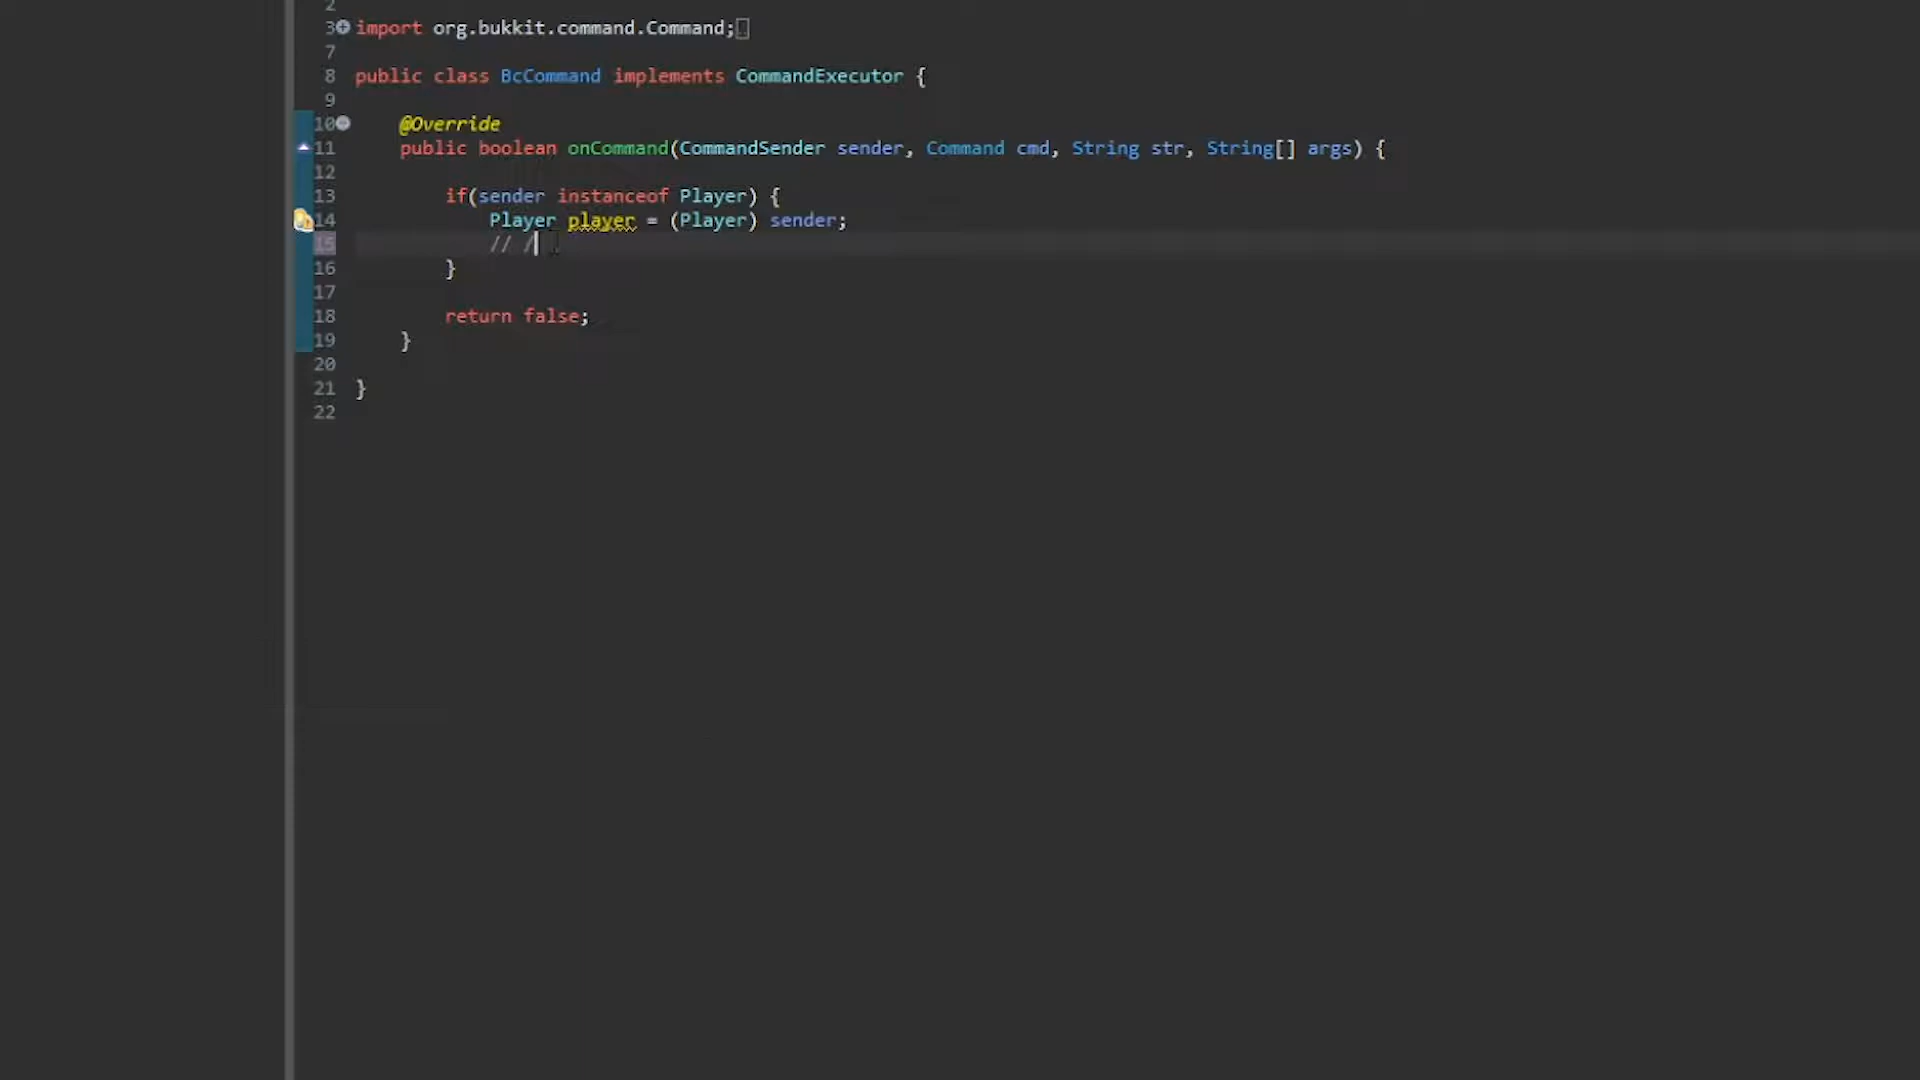 2
3 import org.bukkit.command.Command;
7
8 public class BcCommand implements CommandExecutor {
9
10 @Override
11 public boolean onCommand(CommandSender sender, Command cmd, String str, String[] args) {
12
13 if(sender instanceof Player) {
14 Player player = (Player) sender;
15 // /
16 }
17
18 return false;
19 }
20
21 }
22